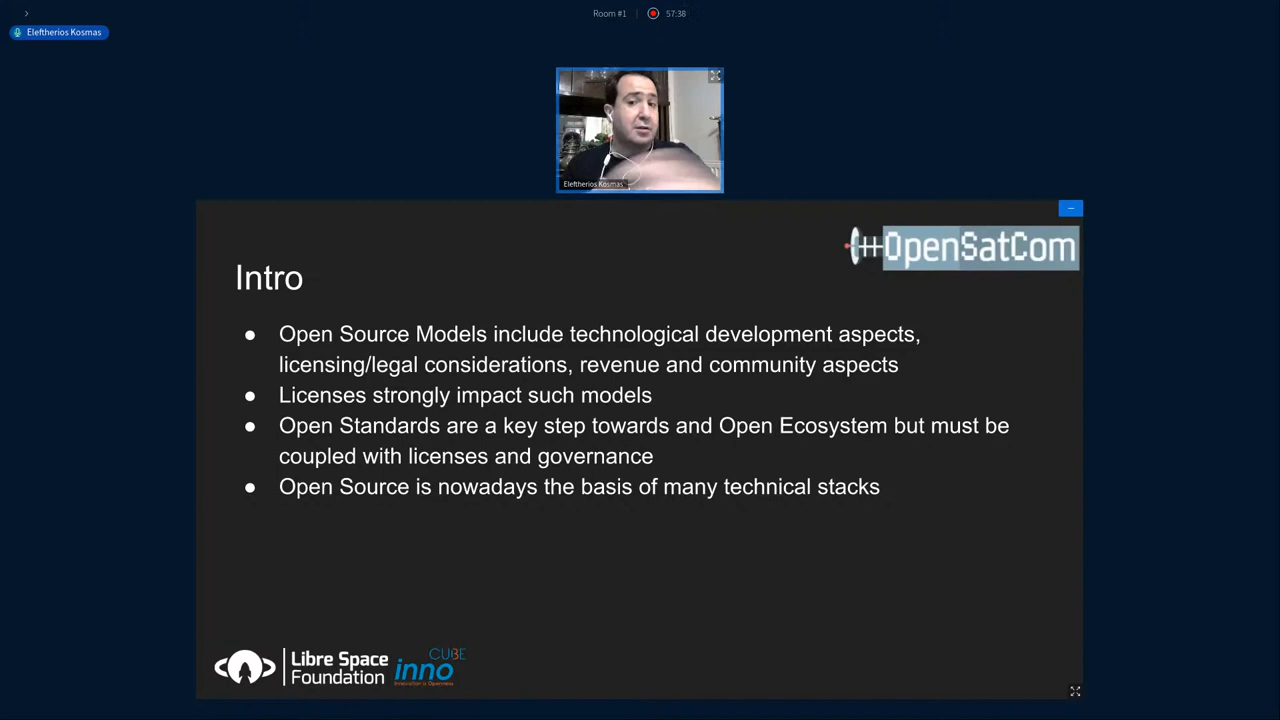 Room #1
57:38
Eleftherios Kosmas
Eleftherios Kosmas
OpenSatCom
Intro
● Open Source Models include technological development aspects,
licensing/legal considerations, revenue and community aspects
● Licenses strongly impact such models
● Open Standards are a key step towards and Open Ecosystem but must be
coupled with licenses and governance
● Open Source is nowadays the basis of many technical stacks
Libre Space
Foundation
CUBE
inno
Innovation is Openness